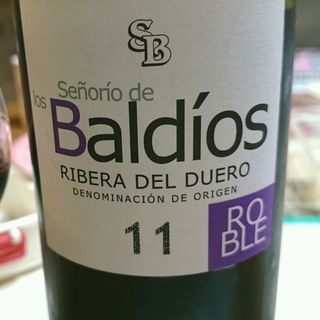 SB
Señorío de
los Baldíos
RIBERA DEL DUERO
DENOMINACIÓN DE ORIGEN
11
RO
BLE